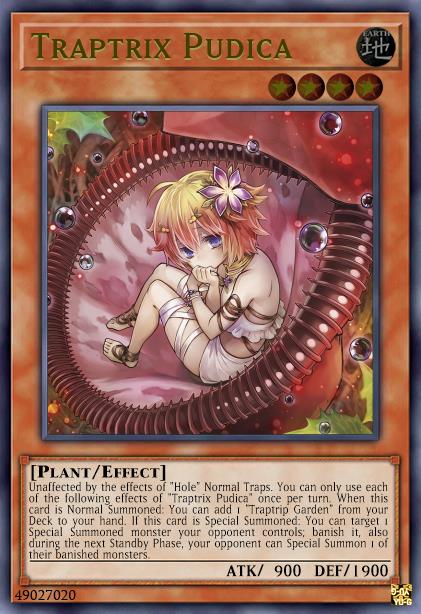 TRAPTRIX PUDICA
EARTH
地
[PLANT/EFFECT]
Unaffected by the effects of "Hole" Normal Traps. You can only use each
of the following effects of "Traptrix Pudica" once per turn. When this
card is Normal Summoned: You can add 1 "Traptrip Garden" from your
Deck to your hand. If this card is Special Summoned: You can target 1
Special Summoned monster your opponent controls; banish it, also
during the next Standby Phase, your opponent can Special Summon 1 of
their banished monsters.
ATK/ 900 DEF/1900
49027020